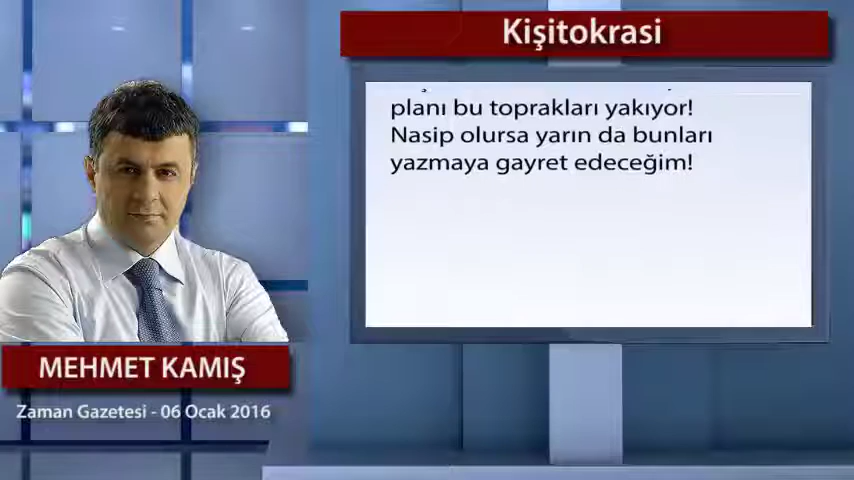 Kişitokrasi
planı bu toprakları yakıyor!
Nasip olursa yarın da bunları
yazmaya gayret edeceğim!
MEHMET KAMIŞ
Zaman Gazetesi - 06 Ocak 2016